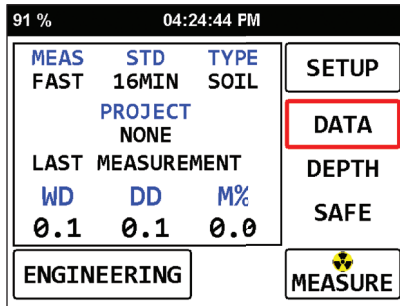 91 % 04:24:44 PM
MEAS STD TYPE
FAST 16MIN SOIL
PROJECT
NONE
LAST MEASUREMENT
WD DD M%
0.1 0.1 0.0
SETUP
DATA
DEPTH
SAFE
ENGINEERING
MEASURE